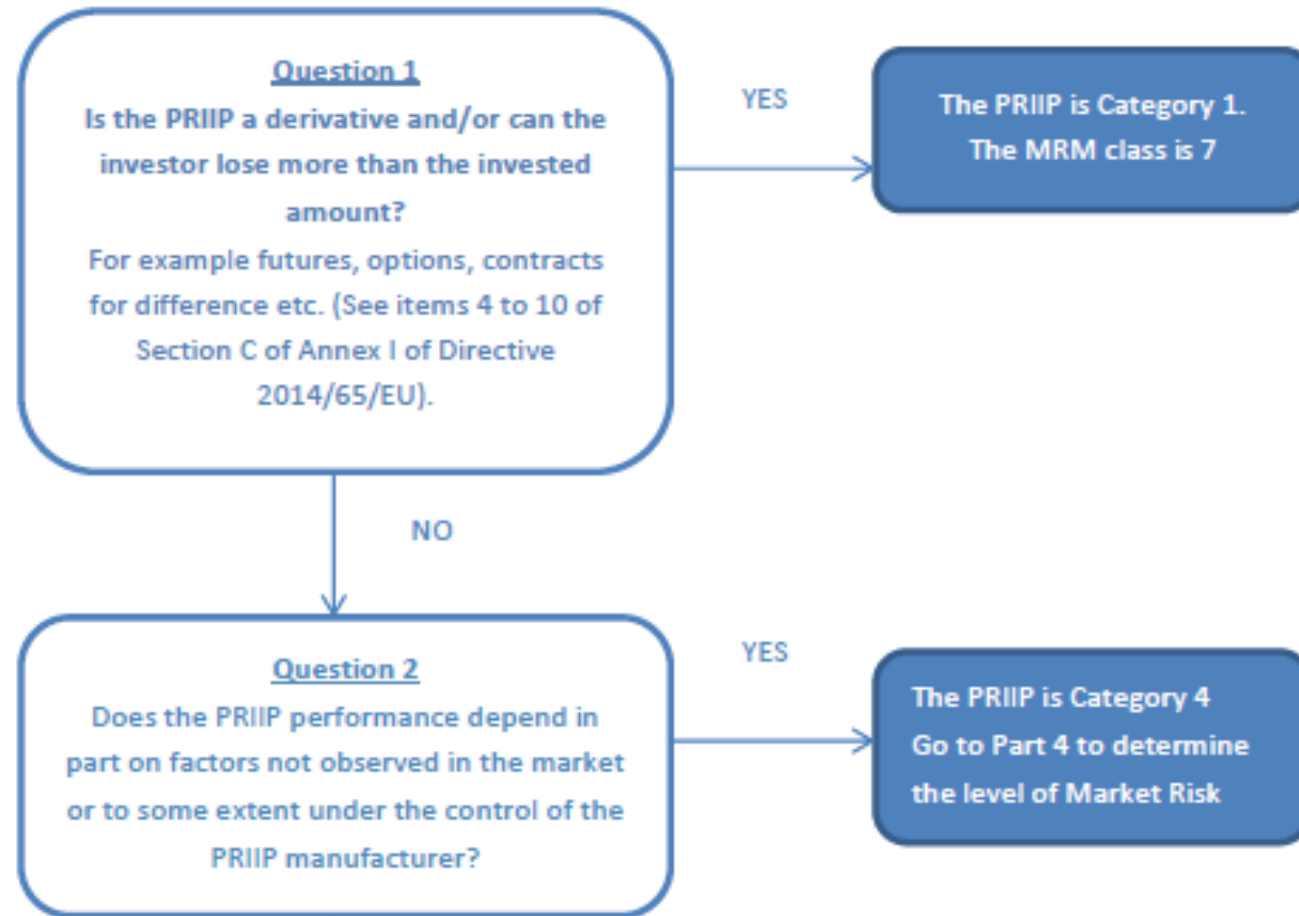 Question 1
Is the PRIIP a derivative and/or can the
investor lose more than the invested
amount?
For example futures, options, contracts
for difference etc. (See items 4 to 10 of
Section C of Annex I of Directive
2014/65/EU).
YES
The PRIIP is Category 1.
The MRM class is 7
NO
Question 2
Does the PRIIP performance depend in
part on factors not observed in the market
or to some extent under the control of the
PRIIP manufacturer?
YES
The PRIIP is Category 4
Go to Part 4 to determine
the level of Market Risk